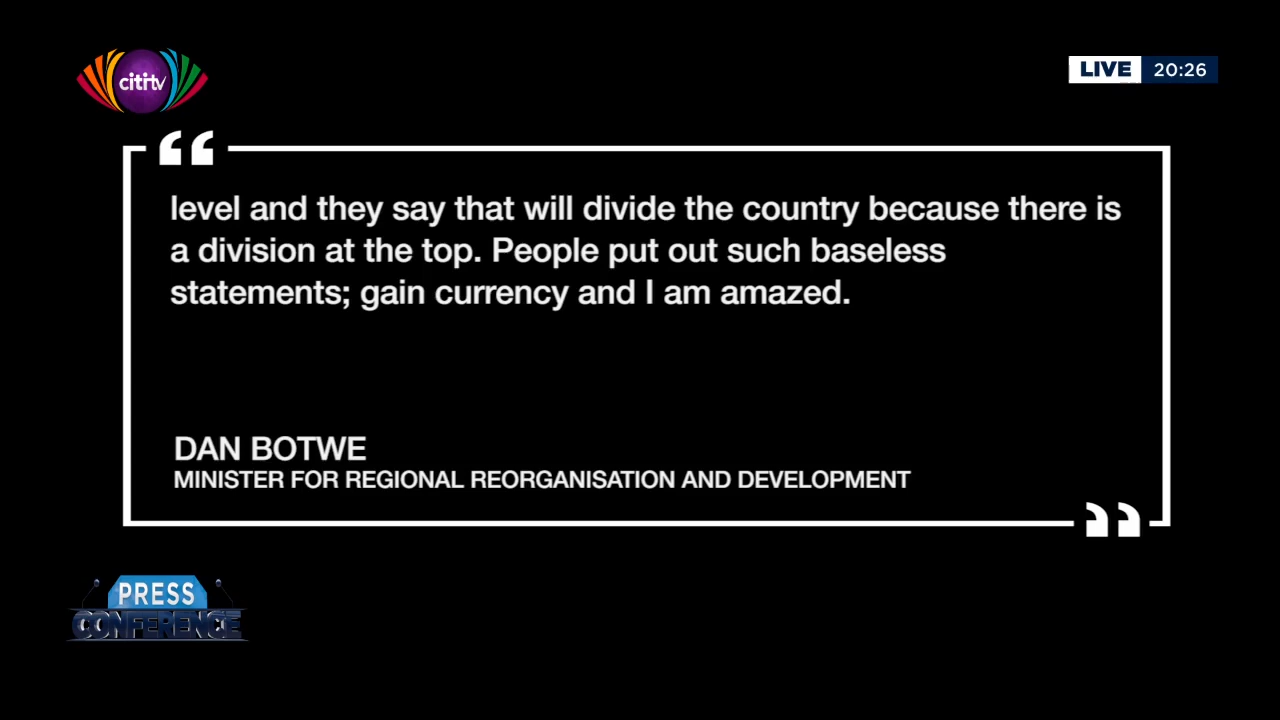 citi tv
LIVE 20:26
level and they say that will divide the country because there is
a division at the top. People put out such baseless
statements; gain currency and I am amazed.
DAN BOTWE
MINISTER FOR REGIONAL REORGANISATION AND DEVELOPMENT
PRESS
CONFERENCE